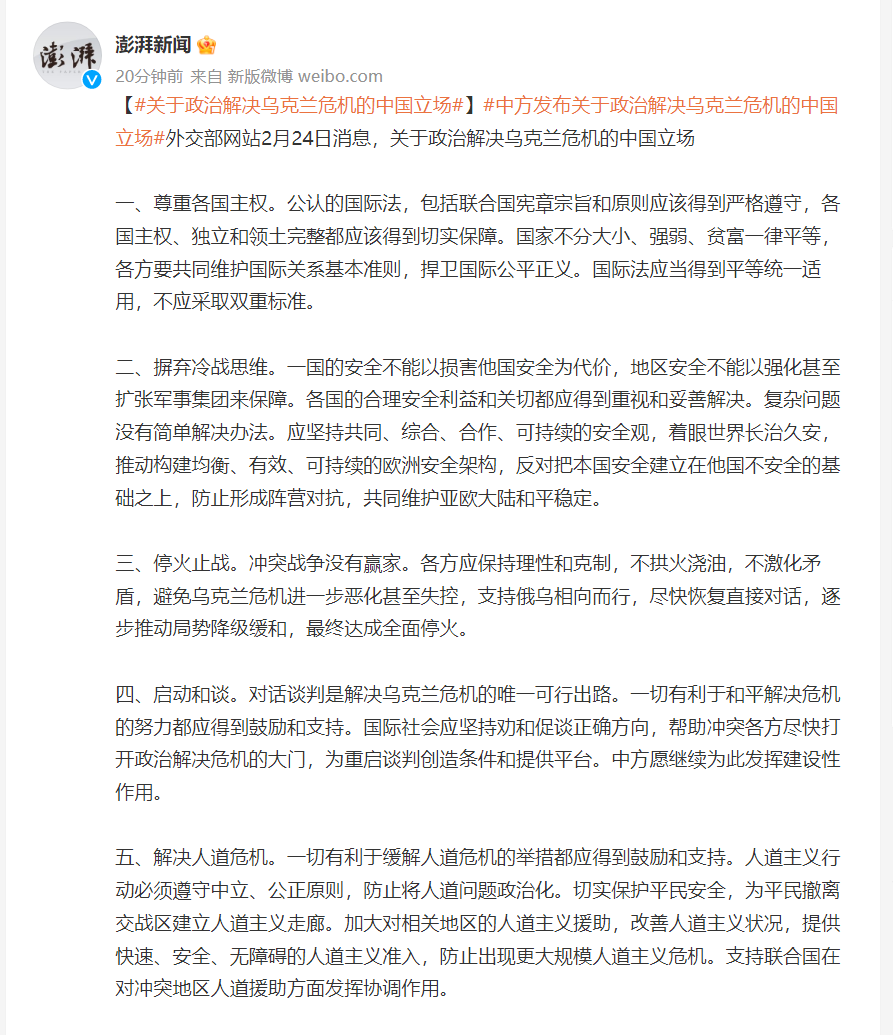 澎湃
澎湃新闻
20分钟前 来自 新版微博 weibo.com
【#关于政治解决乌克兰危机的中国立场#】#中方发布关于政治解决乌克兰危机的中国
立场#外交部网站2月24日消息，关于政治解决乌克兰危机的中国立场
一、尊重各国主权。公认的国际法，包括联合国宪章宗旨和原则应该得到严格遵守，各
国主权、独立和领土完整都应该得到切实保障。国家不分大小、强弱、贫富一律平等，
各方要共同维护国际关系基本准则，捍卫国际公平正义。国际法应当得到平等统一适
用，不应采取双重标准。
二、摒弃冷战思维。一国的安全不能以损害他国安全为代价，地区安全不能以强化甚至
扩张军事集团来保障。各国的合理安全利益和关切都应得到重视和妥善解决。复杂问题
没有简单解决办法。应坚持共同、综合、合作、可持续的安全观，着眼世界长治久安，
推动构建均衡、有效、可持续的欧洲安全架构，反对把本国安全建立在他国不安全的基
础之上，防止形成阵营对抗，共同维护亚欧大陆和平稳定。
三、停火止战。冲突战争没有赢家。各方应保持理性和克制，不拱火浇油，不激化矛
盾，避免乌克兰危机进一步恶化甚至失控，支持俄乌相向而行，尽快恢复直接对话，逐
步推动局势降级缓和，最终达成全面停火。
四、启动和谈。对话谈判是解决乌克兰危机的唯一可行出路。一切有利于和平解决危机
的努力都应得到鼓励和支持。国际社会应坚持劝和促谈正确方向，帮助冲突各方尽快打
开政治解决危机的大门，为重启谈判创造条件和提供平台。中方愿继续为此发挥建设性
作用。
五、解决人道危机。一切有利于缓解人道危机的举措都应得到鼓励和支持。人道主义行
动必须遵守中立、公正原则，防止将人道问题政治化。切实保护平民安全，为平民撤离
交战区建立人道主义走廊。加大对相关地区的人道主义援助，改善人道主义状况，提供
快速、安全、无障碍的人道主义准入，防止出现更大规模人道主义危机。支持联合国在
对冲突地区人道援助方面发挥协调作用。